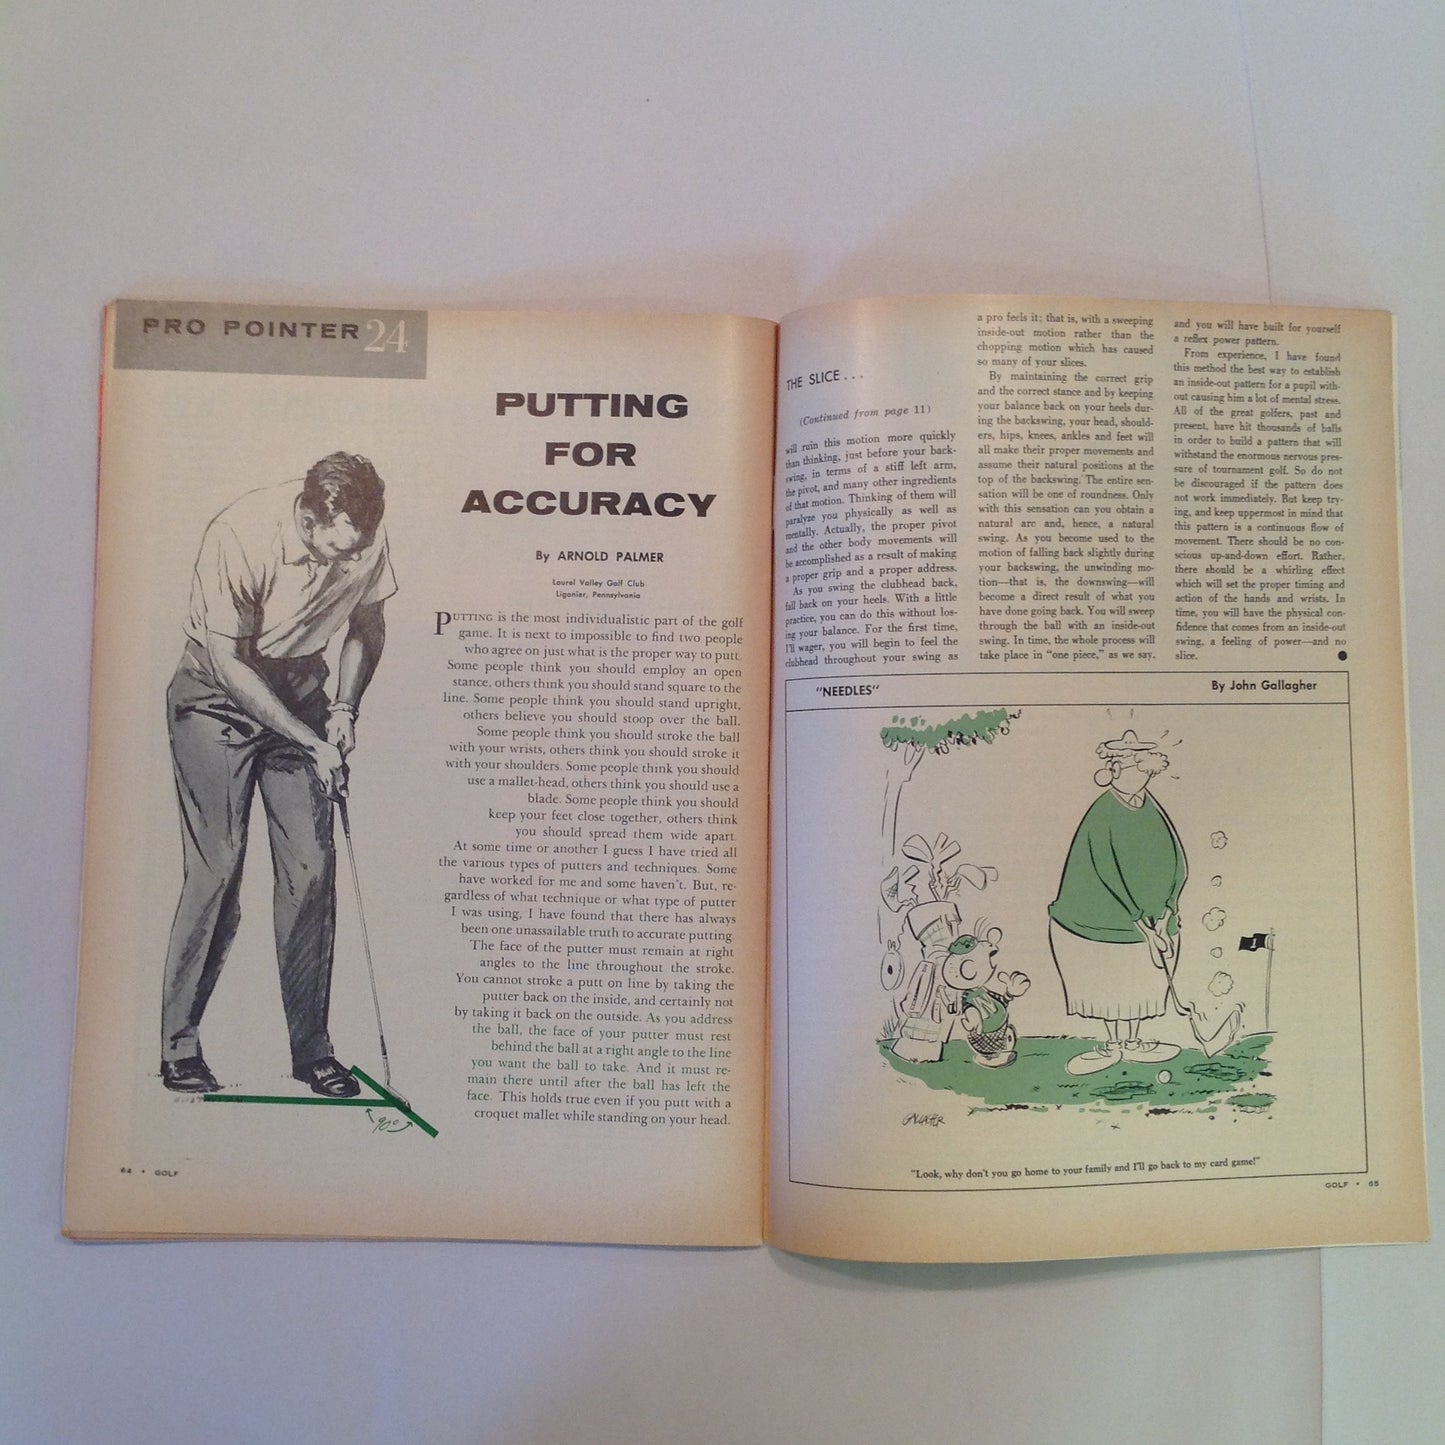 PRO POINTER 24
PUTTING
FOR
ACCURACY
By ARNOLD PALMER
Laurel Valley Golf Club
Ligonier, Pennsylvania
PUTTING is the most individualistic part of the golf
game. It is next to impossible to find two people
who agree on just what is the proper way to putt.
Some people think you should employ an open
stance, others think you should stand square to the
line. Some people think you should stand upright,
others believe you should stoop over the ball.
Some people think you should stroke the ball
with your wrists, others think you should stroke it
with your shoulders. Some people think you should
use a mallet-head, others think you should use a
blade. Some people think you should
keep your feet close together, others think
you should spread them wide apart.
At some time or another I guess I have tried all
the various types of putters and techniques. Some
have worked for me and some haven't. But, re-
gardless of what technique or what type of putter
I was using, I have found that there has always
been one unassailable truth to accurate putting.
The face of the putter must remain at right
angles to the line throughout the stroke.
You cannot stroke a putt on line by taking the
putter back on the inside, and certainly not
by taking it back on the outside. As you address
the ball, the face of your putter must rest
behind the ball at a right angle to the line
you want the ball to take. And it must re-
main there until after the ball has left the
face. This holds true even if you putt with a
croquet mallet while standing on your head.
90°
64 • GOLF
THE SLICE . . .
(Continued from page 11)
will ruin this motion more quickly
than thinking, just before your back-
swing, in terms of a stiff left arm,
the pivot, and many other ingredients
of that motion. Thinking of them will
paralyze you physically as well as
mentally. Actually, the proper pivot
and the other body movements will
be accomplished as a result of making
a proper grip and a proper address.
As you swing the clubhead back,
fall back on your heels. With a little
practice, you can do this without los-
ing your balance. For the first time,
I'll wager, you will begin to feel the
clubhead throughout your swing as
a pro feels it; that is, with a sweeping
inside-out motion rather than the
chopping motion which has caused
so many of your slices.
By maintaining the correct grip
and the correct stance and by keeping
your balance back on your heels dur-
ing the backswing, your head, should-
ers, hips, knees, ankles and feet will
all make their proper movements and
assume their natural positions at the
top of the backswing. The entire sen-
sation will be one of roundness. Only
with this sensation can you obtain a
natural arc and, hence, a natural
swing. As you become used to the
motion of falling back slightly during
your backswing, the unwinding mo-
tion—that is, the downswing—will
become a direct result of what you
have done going back. You will sweep
through the ball with an inside-out
swing. In time, the whole process will
take place in "one piece," as we say,
and you will have built for yourself
a reflex power pattern.
From experience, I have found
this method the best way to establish
an inside-out pattern for a pupil with-
out causing him a lot of mental stress.
All of the great golfers, past and
present, have hit thousands of balls
in order to build a pattern that will
withstand the enormous nervous pres-
sure of tournament golf. So do not
be discouraged if the pattern does
not work immediately. But keep try-
ing, and keep uppermost in mind that
this pattern is a continuous flow of
movement. There should be no con-
scious up-and-down effort. Rather,
there should be a whirling effect
which will set the proper timing and
action of the hands and wrists. In
time, you will have the physical con-
fidence that comes from an inside-out
swing, a feeling of power—and no
slice.
"NEEDLES"
By John Gallagher
1
GALLAGHER
"Look, why don't you go home to your family and I'll go back to my card game!"
GOLF • 65